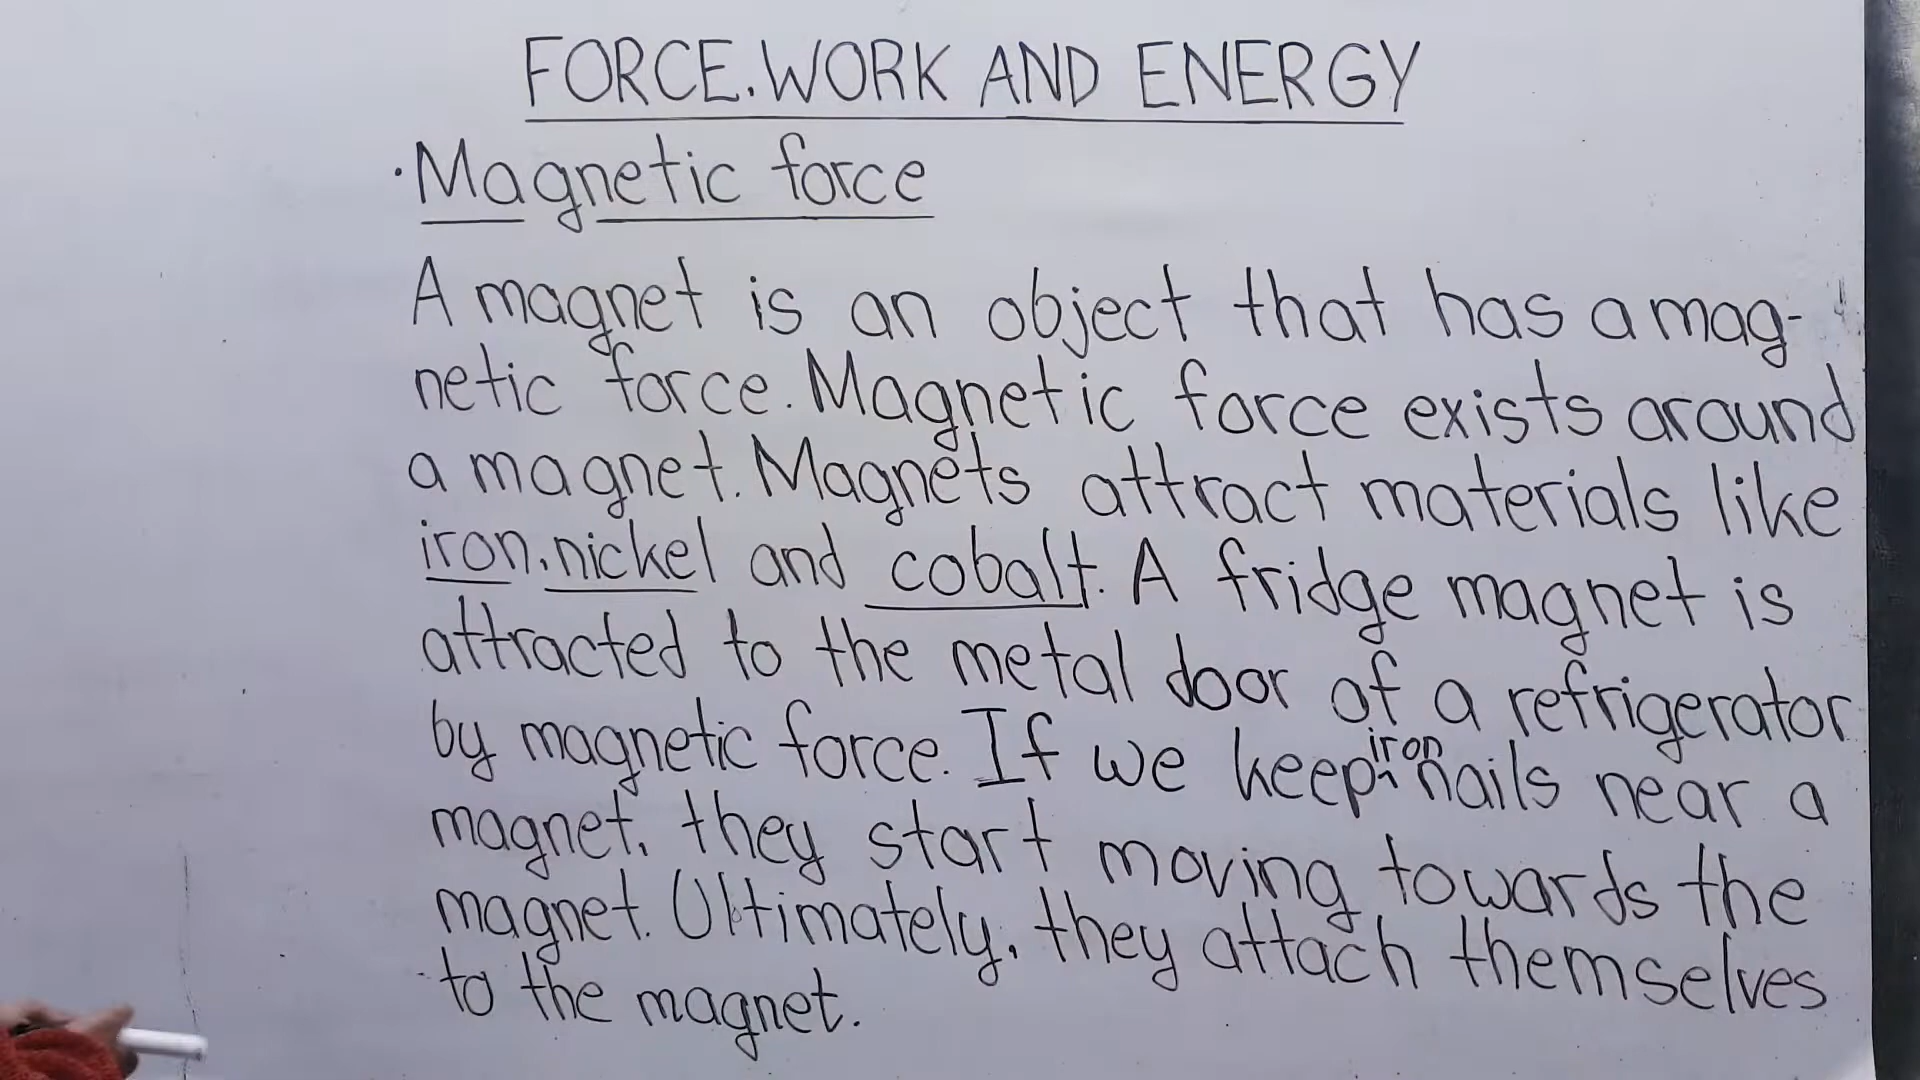 FORCE, WORK AND ENERGY
· Magnetic force
A magnet is an object that has a mag-
netic force. Magnetic force exists around
a magnet. Magnets attract materials like
iron, nickel and cobalt. A fridge magnet is
attracted to the metal door of a refrigerator
by magnetic force. If we keep iron nails near a
magnet, they start moving towards the
magnet. Ultimately, they attach themselves
to the magnet.